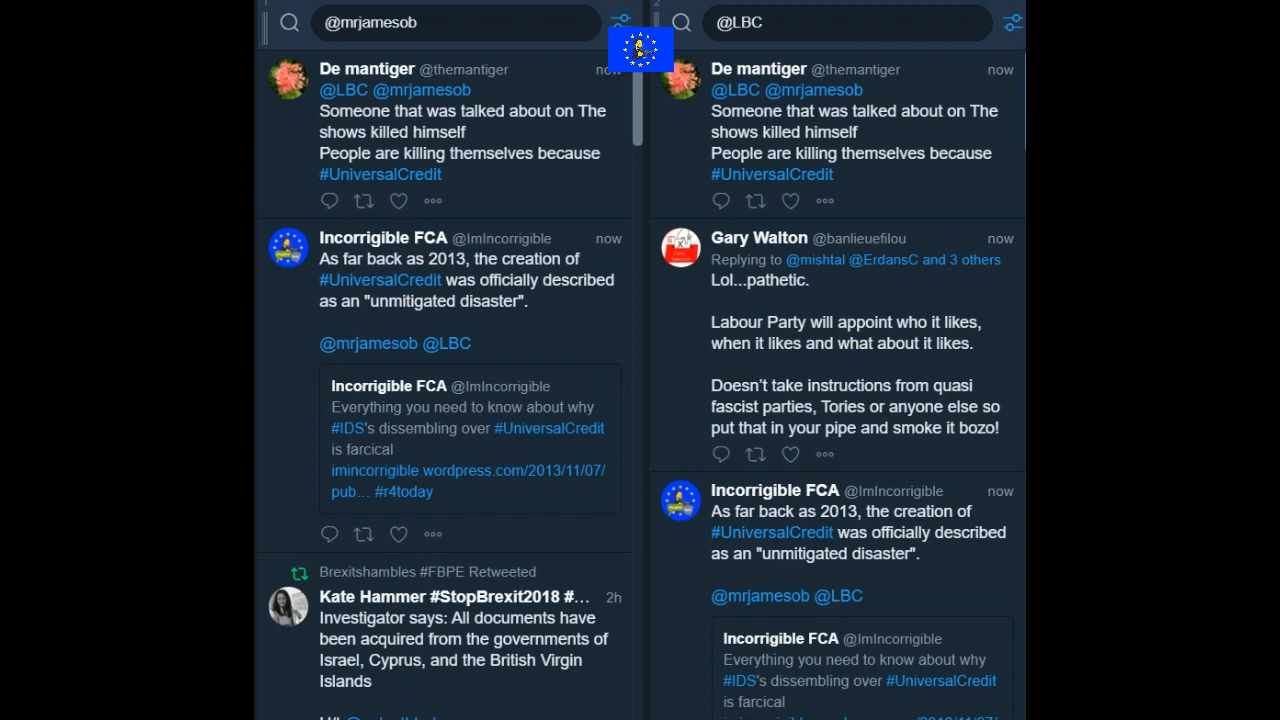 1
@mrjamesob
De mantiger @themantiger now
@LBC @mrjamesob
Someone that was talked about on The
shows killed himself
People are killing themselves because
#UniversalCredit
Incorrigible FCA @ImIncorrigible now
As far back as 2013, the creation of
#UniversalCredit was officially described
as an "unmitigated disaster".
@mrjamesob @LBC
Incorrigible FCA @ImIncorrigible
Everything you need to know about why
#IDS's dissembling over #UniversalCredit
is farcical
imincorrigible.wordpress.com/2013/11/07/
pub... #r4today
Brexitshambles #FBPE Retweeted
Kate Hammer #StopBrexit2018 #... 2h
Investigator says: All documents have
been acquired from the governments of
Israel, Cyprus, and the British Virgin
Islands
2
@LBC
De mantiger @themantiger now
@LBC @mrjamesob
Someone that was talked about on The
shows killed himself
People are killing themselves because
#UniversalCredit
Gary Walton @banlieuefilou now
Replying to @mishtal @ErdansC and 3 others
Lol...pathetic.
Labour Party will appoint who it likes,
when it likes and what about it likes.
Doesn't take instructions from quasi
fascist parties, Tories or anyone else so
put that in your pipe and smoke it bozo!
Incorrigible FCA @ImIncorrigible now
As far back as 2013, the creation of
#UniversalCredit was officially described
as an "unmitigated disaster".
@mrjamesob @LBC
Incorrigible FCA @ImIncorrigible
Everything you need to know about why
#IDS's dissembling over #UniversalCredit
is farcical